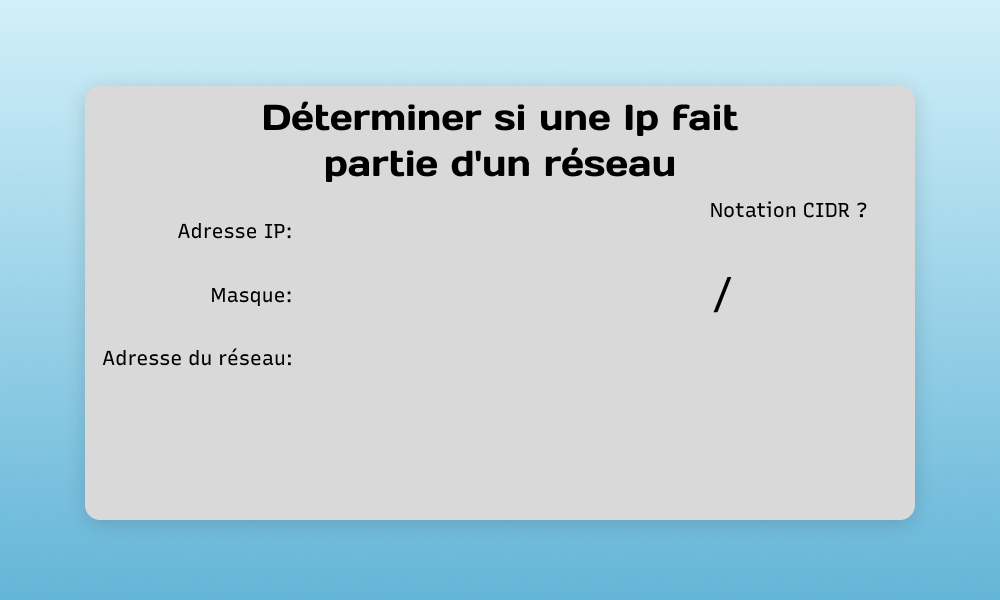 Déterminer si une Ip fait
partie d'un réseau
Notation CIDR ?
Adresse IP:
Masque:
/
Adresse du réseau: